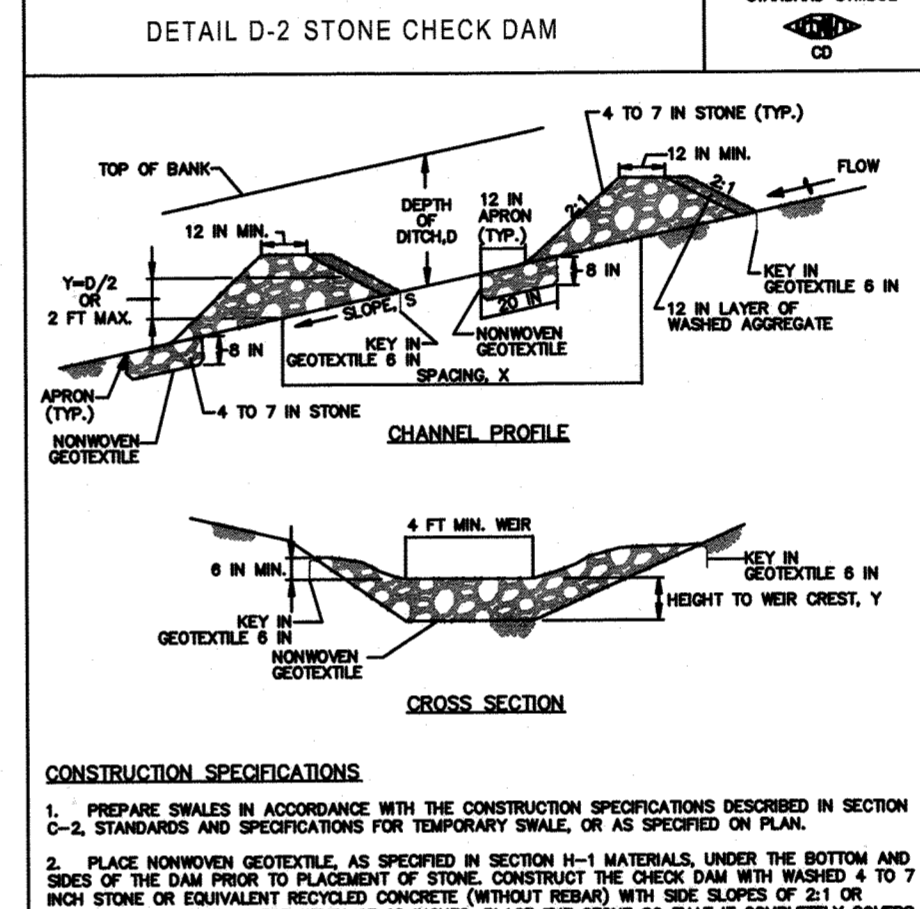 DETAIL D-2 STONE CHECK DAM
CD
4 TO 7 IN STONE (TYP.)
TOP OF BANK
12 IN MIN.
FLOW
2:1
2:1
DEPTH
OF
DITCH,D
12 IN
APRON
(TYP.)
12 IN MIN.
Y=D/2
OR
2 FT MAX.
8 IN
KEY IN
GEOTEXTILE 6 IN
20 IN
SLOPE, S
12 IN LAYER OF
WASHED AGGREGATE
NONWOVEN
GEOTEXTILE
KEY IN
GEOTEXTILE 6 IN
8 IN
SPACING, X
APRON
(TYP.)
4 TO 7 IN STONE
NONWOVEN
GEOTEXTILE
CHANNEL PROFILE
4 FT MIN. WEIR
6 IN MIN.
KEY IN
GEOTEXTILE 6 IN
HEIGHT TO WEIR CREST, Y
KEY IN
GEOTEXTILE 6 IN
NONWOVEN
GEOTEXTILE
CROSS SECTION
CONSTRUCTION SPECIFICATIONS
1. PREPARE SWALES IN ACCORDANCE WITH THE CONSTRUCTION SPECIFICATIONS DESCRIBED IN SECTION
C-2, STANDARDS AND SPECIFICATIONS FOR TEMPORARY SWALE, OR AS SPECIFIED ON PLAN.
2. PLACE NONWOVEN GEOTEXTILE, AS SPECIFIED IN SECTION H-1 MATERIALS, UNDER THE BOTTOM AND
SIDES OF THE DAM PRIOR TO PLACEMENT OF STONE. CONSTRUCT THE CHECK DAM WITH WASHED 4 TO 7
INCH STONE OR EQUIVALENT RECYCLED CONCRETE (WITHOUT REBAR) WITH SIDE SLOPES OF 2:1 OR